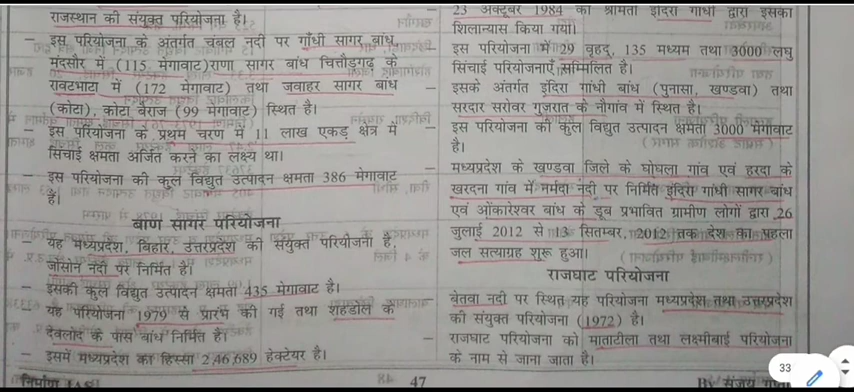 राजस्थान की संयुक्त परियोजना है।
– इस परियोजना के अंतर्गत चंबल नदी पर गाँधी सागर बांध
मंदसौर में (115 मेगावाट)राणा सागर बांध चित्तौड़गढ़ के
रावटभाटा में (172 मेगावाट) तथा जवाहर सागर बांध
(कोटा), कोटा बैराज (99 मेगावाट) स्थित है।
– इस परियोजना के प्रथम चरण में 11 लाख एकड़ क्षेत्र में
सिंचाई क्षमता अर्जित करने का लक्ष्य था।
– इस परियोजना की कुल विद्युत उत्पादन क्षमता 386 मेगावाट
है।
बाण सागर परियोजना
– यह मध्यप्रदेश, बिहार, उत्तरप्रदेश की संयुक्त परियोजना है,
जोसोन नदी पर निर्मित है।
– इसकी कुल विद्युत उत्पादन क्षमता 435 मेगावाट है।
– यह परियोजना 1979 से प्रारंभ की गई तथा शहडोल के
देवलोंद के पास बांध निर्मित है।
– इसमें मध्यप्रदेश का हिस्सा 2,46,689 हेक्टेयर है।
– 23 अक्टूबर 1984 को श्रीमती इंदिरा गांधी द्वारा इसका
शिलान्यास किया गया।
– इस परियोजना में 29 वृहद्, 135 मध्यम तथा 3000 लघु
सिंचाई परियोजनाएँ सम्मिलित है।
– इसके अंतर्गत इंदिरा गांधी बांध (पुनासा, खण्डवा) तथा
सरदार सरोवर गुजरात के नौगांव में स्थित है।
– इस परियोजना की कुल विद्युत उत्पादन क्षमता 3000 मेगावाट
है।
– मध्यप्रदेश के खण्डवा जिले के घोघला गांव एवं हरदा के
खरदना गांव में नर्मदा नदी पर निर्मित इंदिरा गांधी सागर बांध
एवं ओंकारेश्वर बांध के डूब प्रभावित ग्रामीण लोगों द्वारा 26
जुलाई 2012 से 13 सितम्बर, 2012 तक देश का पहला
जल सत्याग्रह शुरू हुआ।
राजघाट परियोजना
– बेतवा नदी पर स्थित यह परियोजना मध्यप्रदेश तथा उत्तरप्रदेश
की संयुक्त परियोजना (1972) है।
– राजघाट परियोजना को माताटीला तथा लक्ष्मीबाई परियोजना
के नाम से जाना जाता है।
निर्माण IAS 47 By संजय
33